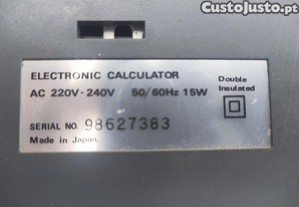 CustoJusto.pt
ELECTRONIC CALCULATOR
Double
Insulated
AC 220V-240V / 50/60Hz 15W
SERIAL NO. 98627383
Made in Japan